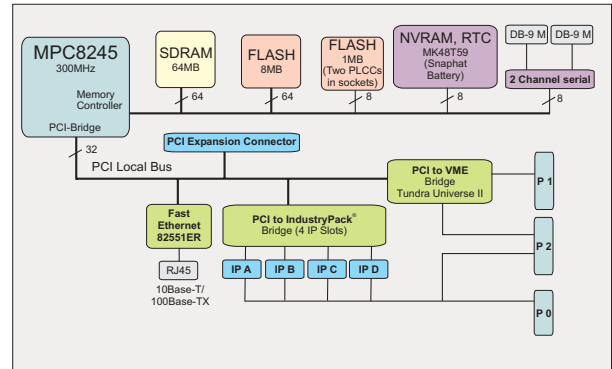 MPC8245
300MHz
Memory
Controller
PCI-Bridge
SDRAM
64MB
FLASH
8MB
FLASH
1MB
(Two PLCCs
in sockets)
NVRAM, RTC
MK48T59
(Snaphat
Battery)
DB-9 M
DB-9 M
2 Channel serial
64
64
8
8
8
32
PCI Local Bus
PCI Expansion Connector
Fast
Ethernet
82551ER
RJ45
10Base-T/
100Base-TX
PCI to IndustryPack®
Bridge (4 IP Slots)
IP A
IP B
IP C
IP D
PCI to VME
Bridge
Tundra Universe II
P 1
P 2
P 0